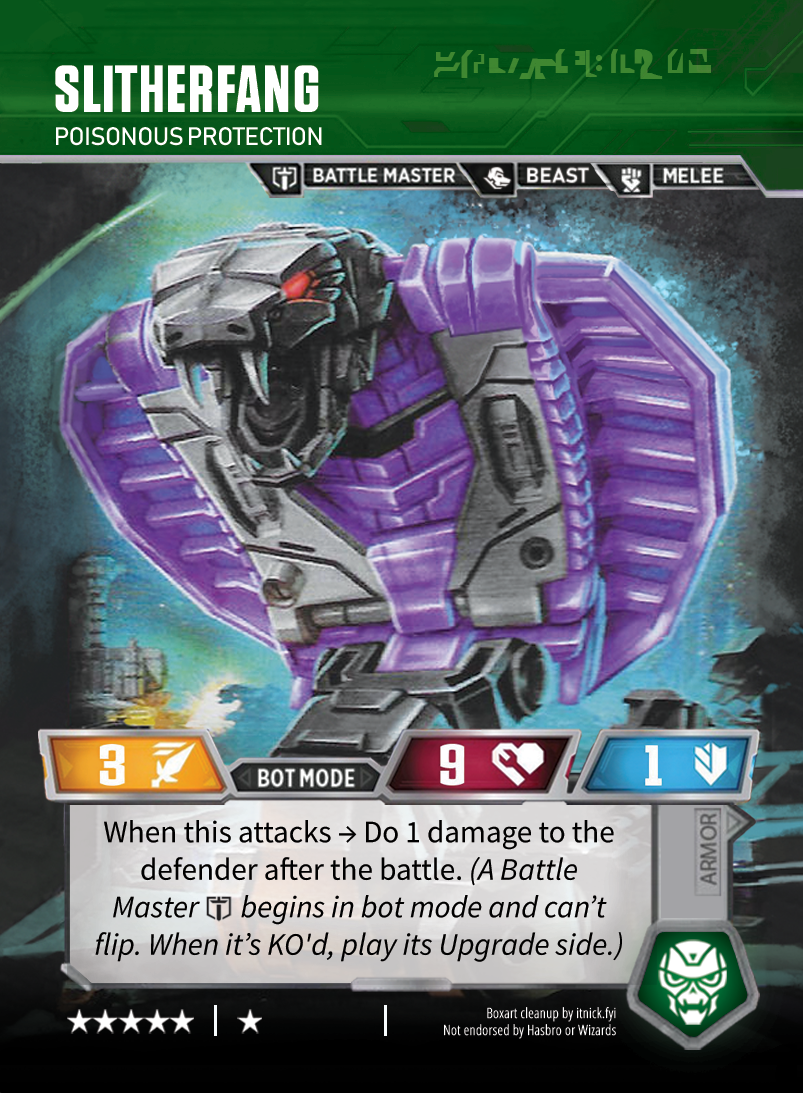 SLITHERFANG
POISONOUS PROTECTION
BATTLE MASTER BEAST MELEE
3 BOT MODE 9 1
When this attacks → Do 1 damage to the
defender after the battle. (A Battle
Master begins in bot mode and can't
flip. When it's KO'd, play its Upgrade side.)
ARMOR
★★★★★ | ★ |
Boxart cleanup by itnick.fyi
Not endorsed by Hasbro or Wizards